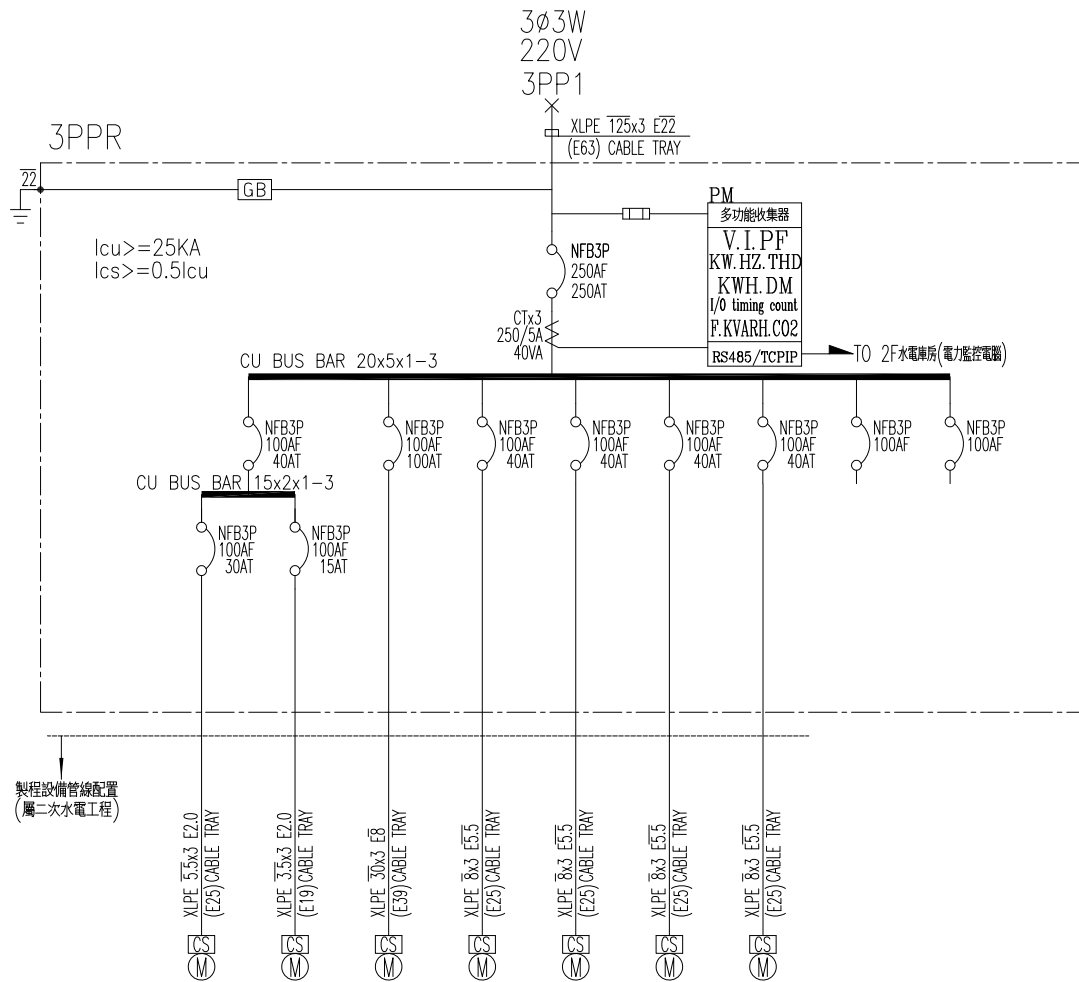 3ø3W
220V
3PP1
XLPE 125x3 E22
(E63) CABLE TRAY
3PPR
22
GB
PM
多功能收集器
V.I.PF
KW.HZ.THD
KWH.DM
I/O timing count
F.KVARH.CO2
RS485/TCPIP
Icu>=25KA
Ics>=0.5Icu
NFB3P
250AF
250AT
CTx3
250/5A
40VA
TO 2F水電庫房(電力監控電腦)
CU BUS BAR 20x5x1-3
NFB3P
100AF
40AT
NFB3P
100AF
100AT
NFB3P
100AF
40AT
NFB3P
100AF
40AT
NFB3P
100AF
40AT
NFB3P
100AF
40AT
NFB3P
100AF
NFB3P
100AF
CU BUS BAR 15x2x1-3
NFB3P
100AF
30AT
NFB3P
100AF
15AT
製程設備管線配置
(屬二次水電工程)
XLPE 5.5x3 E2.0
(E25)CABLE TRAY
XLPE 3.5x3 E2.0
(E19)CABLE TRAY
XLPE 30x3 E8
(E39)CABLE TRAY
XLPE 8x3 E5.5
(E25)CABLE TRAY
XLPE 8x3 E5.5
(E25)CABLE TRAY
XLPE 8x3 E5.5
(E25)CABLE TRAY
XLPE 8x3 E5.5
(E25)CABLE TRAY
CS CS CS CS CS CS CS
M M M M M M M